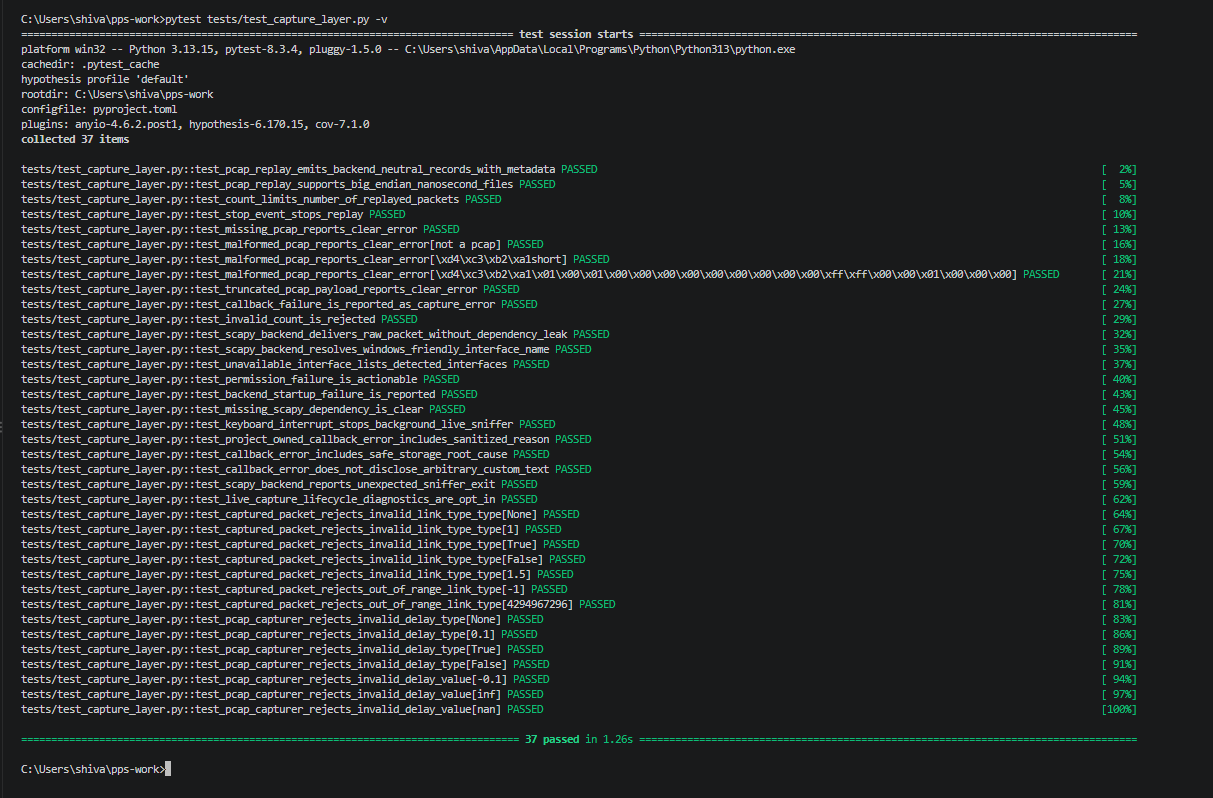 C:\Users\shiva\pps-work>pytest tests/test_capture_layer.py -v
================================================================================== test session starts ===================================================================================
platform win32 -- Python 3.13.15, pytest-8.3.4, pluggy-1.5.0 -- C:\Users\shiva\AppData\Local\Programs\Python\Python313\python.exe
cachedir: .pytest_cache
hypothesis profile 'default'
rootdir: C:\Users\shiva\pps-work
configfile: pyproject.toml
plugins: anyio-4.6.2.post1, hypothesis-6.170.15, cov-7.1.0
collected 37 items
tests/test_capture_layer.py::test_pcap_replay_emits_backend_neutral_records_with_metadata PASSED [  2%]
tests/test_capture_layer.py::test_pcap_replay_supports_big_endian_nanosecond_files PASSED [  5%]
tests/test_capture_layer.py::test_count_limits_number_of_replayed_packets PASSED [  8%]
tests/test_capture_layer.py::test_stop_event_stops_replay PASSED [ 10%]
tests/test_capture_layer.py::test_missing_pcap_reports_clear_error PASSED [ 13%]
tests/test_capture_layer.py::test_malformed_pcap_reports_clear_error[not a pcap] PASSED [ 16%]
tests/test_capture_layer.py::test_malformed_pcap_reports_clear_error[\xd4\xc3\xb2\xa1short] PASSED [ 18%]
tests/test_capture_layer.py::test_malformed_pcap_reports_clear_error[\xd4\xc3\xb2\xa1\x01\x00\x01\x00\x00\x00\x00\x00\x00\x00\x00\x00\xff\xff\x00\x00\x01\x00\x00\x00] PASSED [ 21%]
tests/test_capture_layer.py::test_truncated_pcap_payload_reports_clear_error PASSED [ 24%]
tests/test_capture_layer.py::test_callback_failure_is_reported_as_capture_error PASSED [ 27%]
tests/test_capture_layer.py::test_invalid_count_is_rejected PASSED [ 29%]
tests/test_capture_layer.py::test_scapy_backend_delivers_raw_packet_without_dependency_leak PASSED [ 32%]
tests/test_capture_layer.py::test_scapy_backend_resolves_windows_friendly_interface_name PASSED [ 35%]
tests/test_capture_layer.py::test_unavailable_interface_lists_detected_interfaces PASSED [ 37%]
tests/test_capture_layer.py::test_permission_failure_is_actionable PASSED [ 40%]
tests/test_capture_layer.py::test_backend_startup_failure_is_reported PASSED [ 43%]
tests/test_capture_layer.py::test_missing_scapy_dependency_is_clear PASSED [ 45%]
tests/test_capture_layer.py::test_keyboard_interrupt_stops_background_live_sniffer PASSED [ 48%]
tests/test_capture_layer.py::test_project_owned_callback_error_includes_sanitized_reason PASSED [ 51%]
tests/test_capture_layer.py::test_callback_error_includes_safe_storage_root_cause PASSED [ 54%]
tests/test_capture_layer.py::test_callback_error_does_not_disclose_arbitrary_custom_text PASSED [ 56%]
tests/test_capture_layer.py::test_scapy_backend_reports_unexpected_sniffer_exit PASSED [ 59%]
tests/test_capture_layer.py::test_live_capture_lifecycle_diagnostics_are_opt_in PASSED [ 62%]
tests/test_capture_layer.py::test_captured_packet_rejects_invalid_link_type_type[None] PASSED [ 64%]
tests/test_capture_layer.py::test_captured_packet_rejects_invalid_link_type_type[1] PASSED [ 67%]
tests/test_capture_layer.py::test_captured_packet_rejects_invalid_link_type_type[True] PASSED [ 70%]
tests/test_capture_layer.py::test_captured_packet_rejects_invalid_link_type_type[False] PASSED [ 72%]
tests/test_capture_layer.py::test_captured_packet_rejects_invalid_link_type_type[1.5] PASSED [ 75%]
tests/test_capture_layer.py::test_captured_packet_rejects_out_of_range_link_type[-1] PASSED [ 78%]
tests/test_capture_layer.py::test_captured_packet_rejects_out_of_range_link_type[4294967296] PASSED [ 81%]
tests/test_capture_layer.py::test_pcap_capturer_rejects_invalid_delay_type[None] PASSED [ 83%]
tests/test_capture_layer.py::test_pcap_capturer_rejects_invalid_delay_type[0.1] PASSED [ 86%]
tests/test_capture_layer.py::test_pcap_capturer_rejects_invalid_delay_type[True] PASSED [ 89%]
tests/test_capture_layer.py::test_pcap_capturer_rejects_invalid_delay_type[False] PASSED [ 91%]
tests/test_capture_layer.py::test_pcap_capturer_rejects_invalid_delay_value[-0.1] PASSED [ 94%]
tests/test_capture_layer.py::test_pcap_capturer_rejects_invalid_delay_value[inf] PASSED [ 97%]
tests/test_capture_layer.py::test_pcap_capturer_rejects_invalid_delay_value[nan] PASSED [100%]
=================================================================================== 37 passed in 1.26s ===================================================================================
C:\Users\shiva\pps-work>